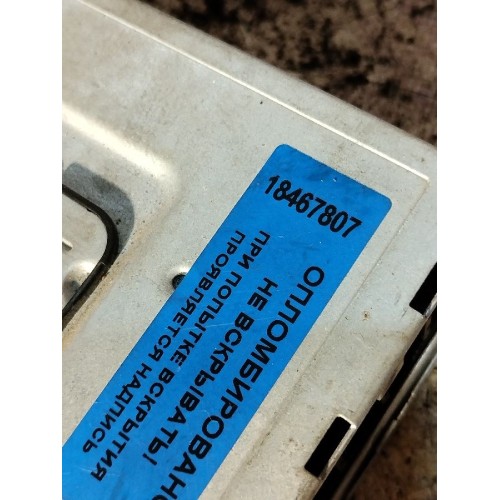 18467807
ОПЛОМБИРОВАНО
НЕ ВСКРЫВАТЬ!
ПРИ ПОПЫТКЕ ВСКРЫТИЯ
ПРОЯВЛЯЕТСЯ НАДПИСЬ